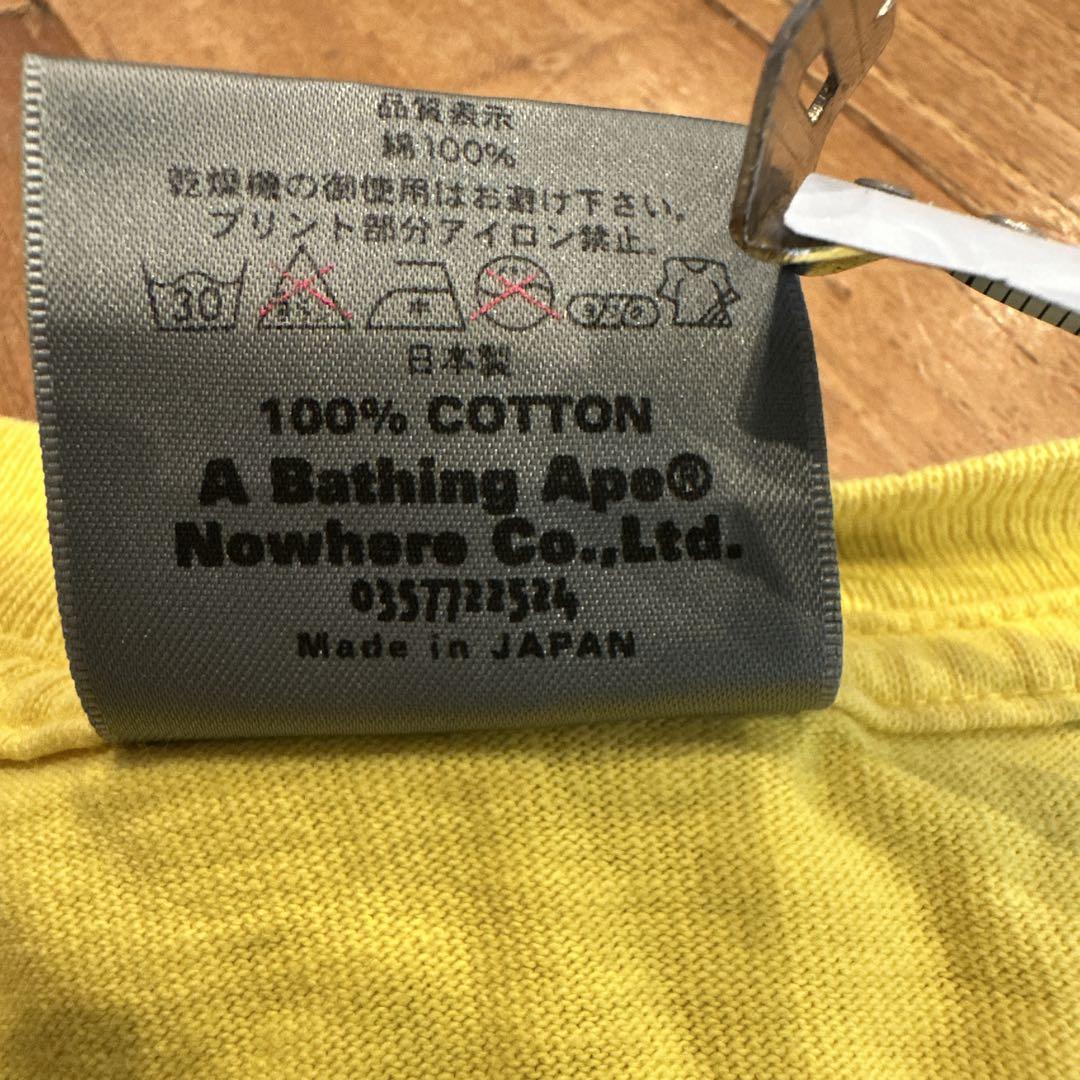 品質表示
綿100%
乾燥機の御使用はお避け下さい。
プリント部分アイロン禁止。
30
日本製
100% COTTON
A Bathing Ape®
Nowhere Co.,Ltd.
0357722524
Made in JAPAN